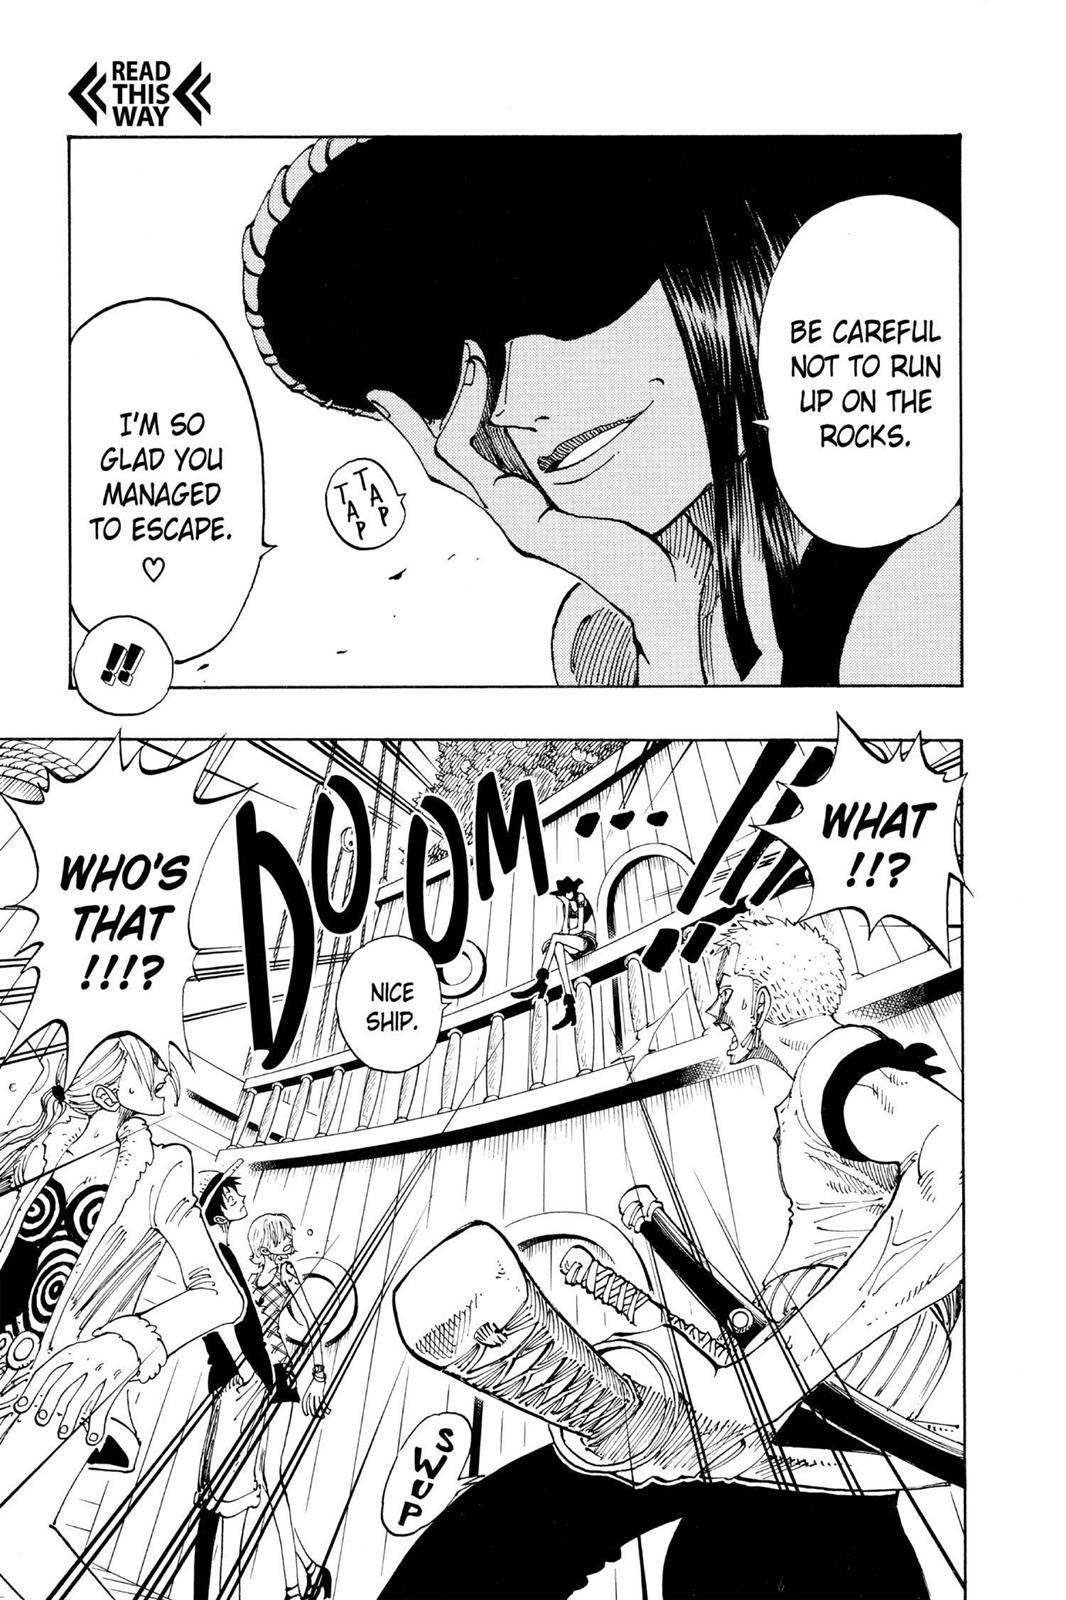 READ
THIS
WAY
BE CAREFUL
NOT TO RUN
UP ON THE
ROCKS.
TAP
TAP
I'M SO
GLAD YOU
MANAGED
TO ESCAPE.
♡
!!
WHAT
!!?
DOOM...!!
NICE
SHIP.
WHO'S
THAT
!!!?
SWUP